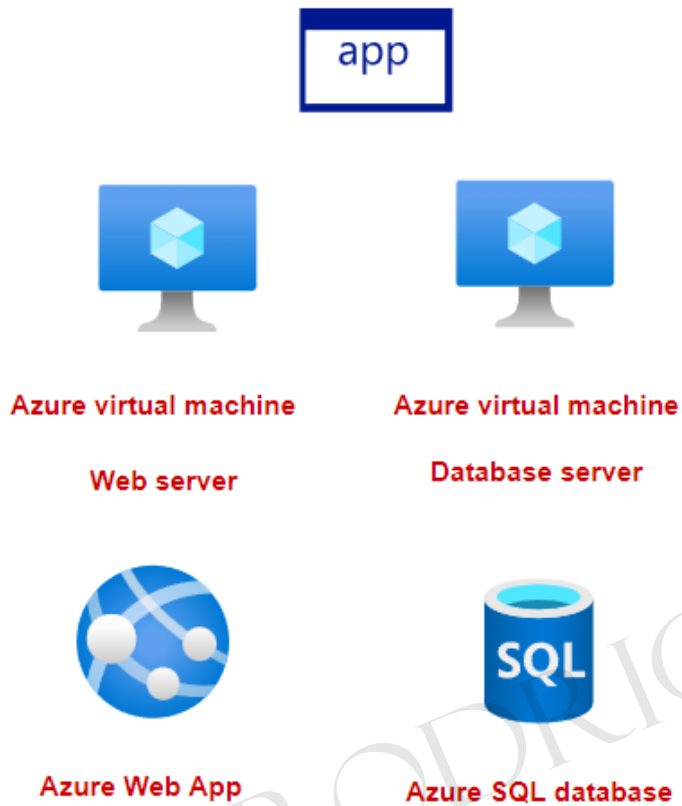 app
Azure virtual machine
Azure virtual machine
Web server
Database server
SQL
Azure Web App
Azure SQL database